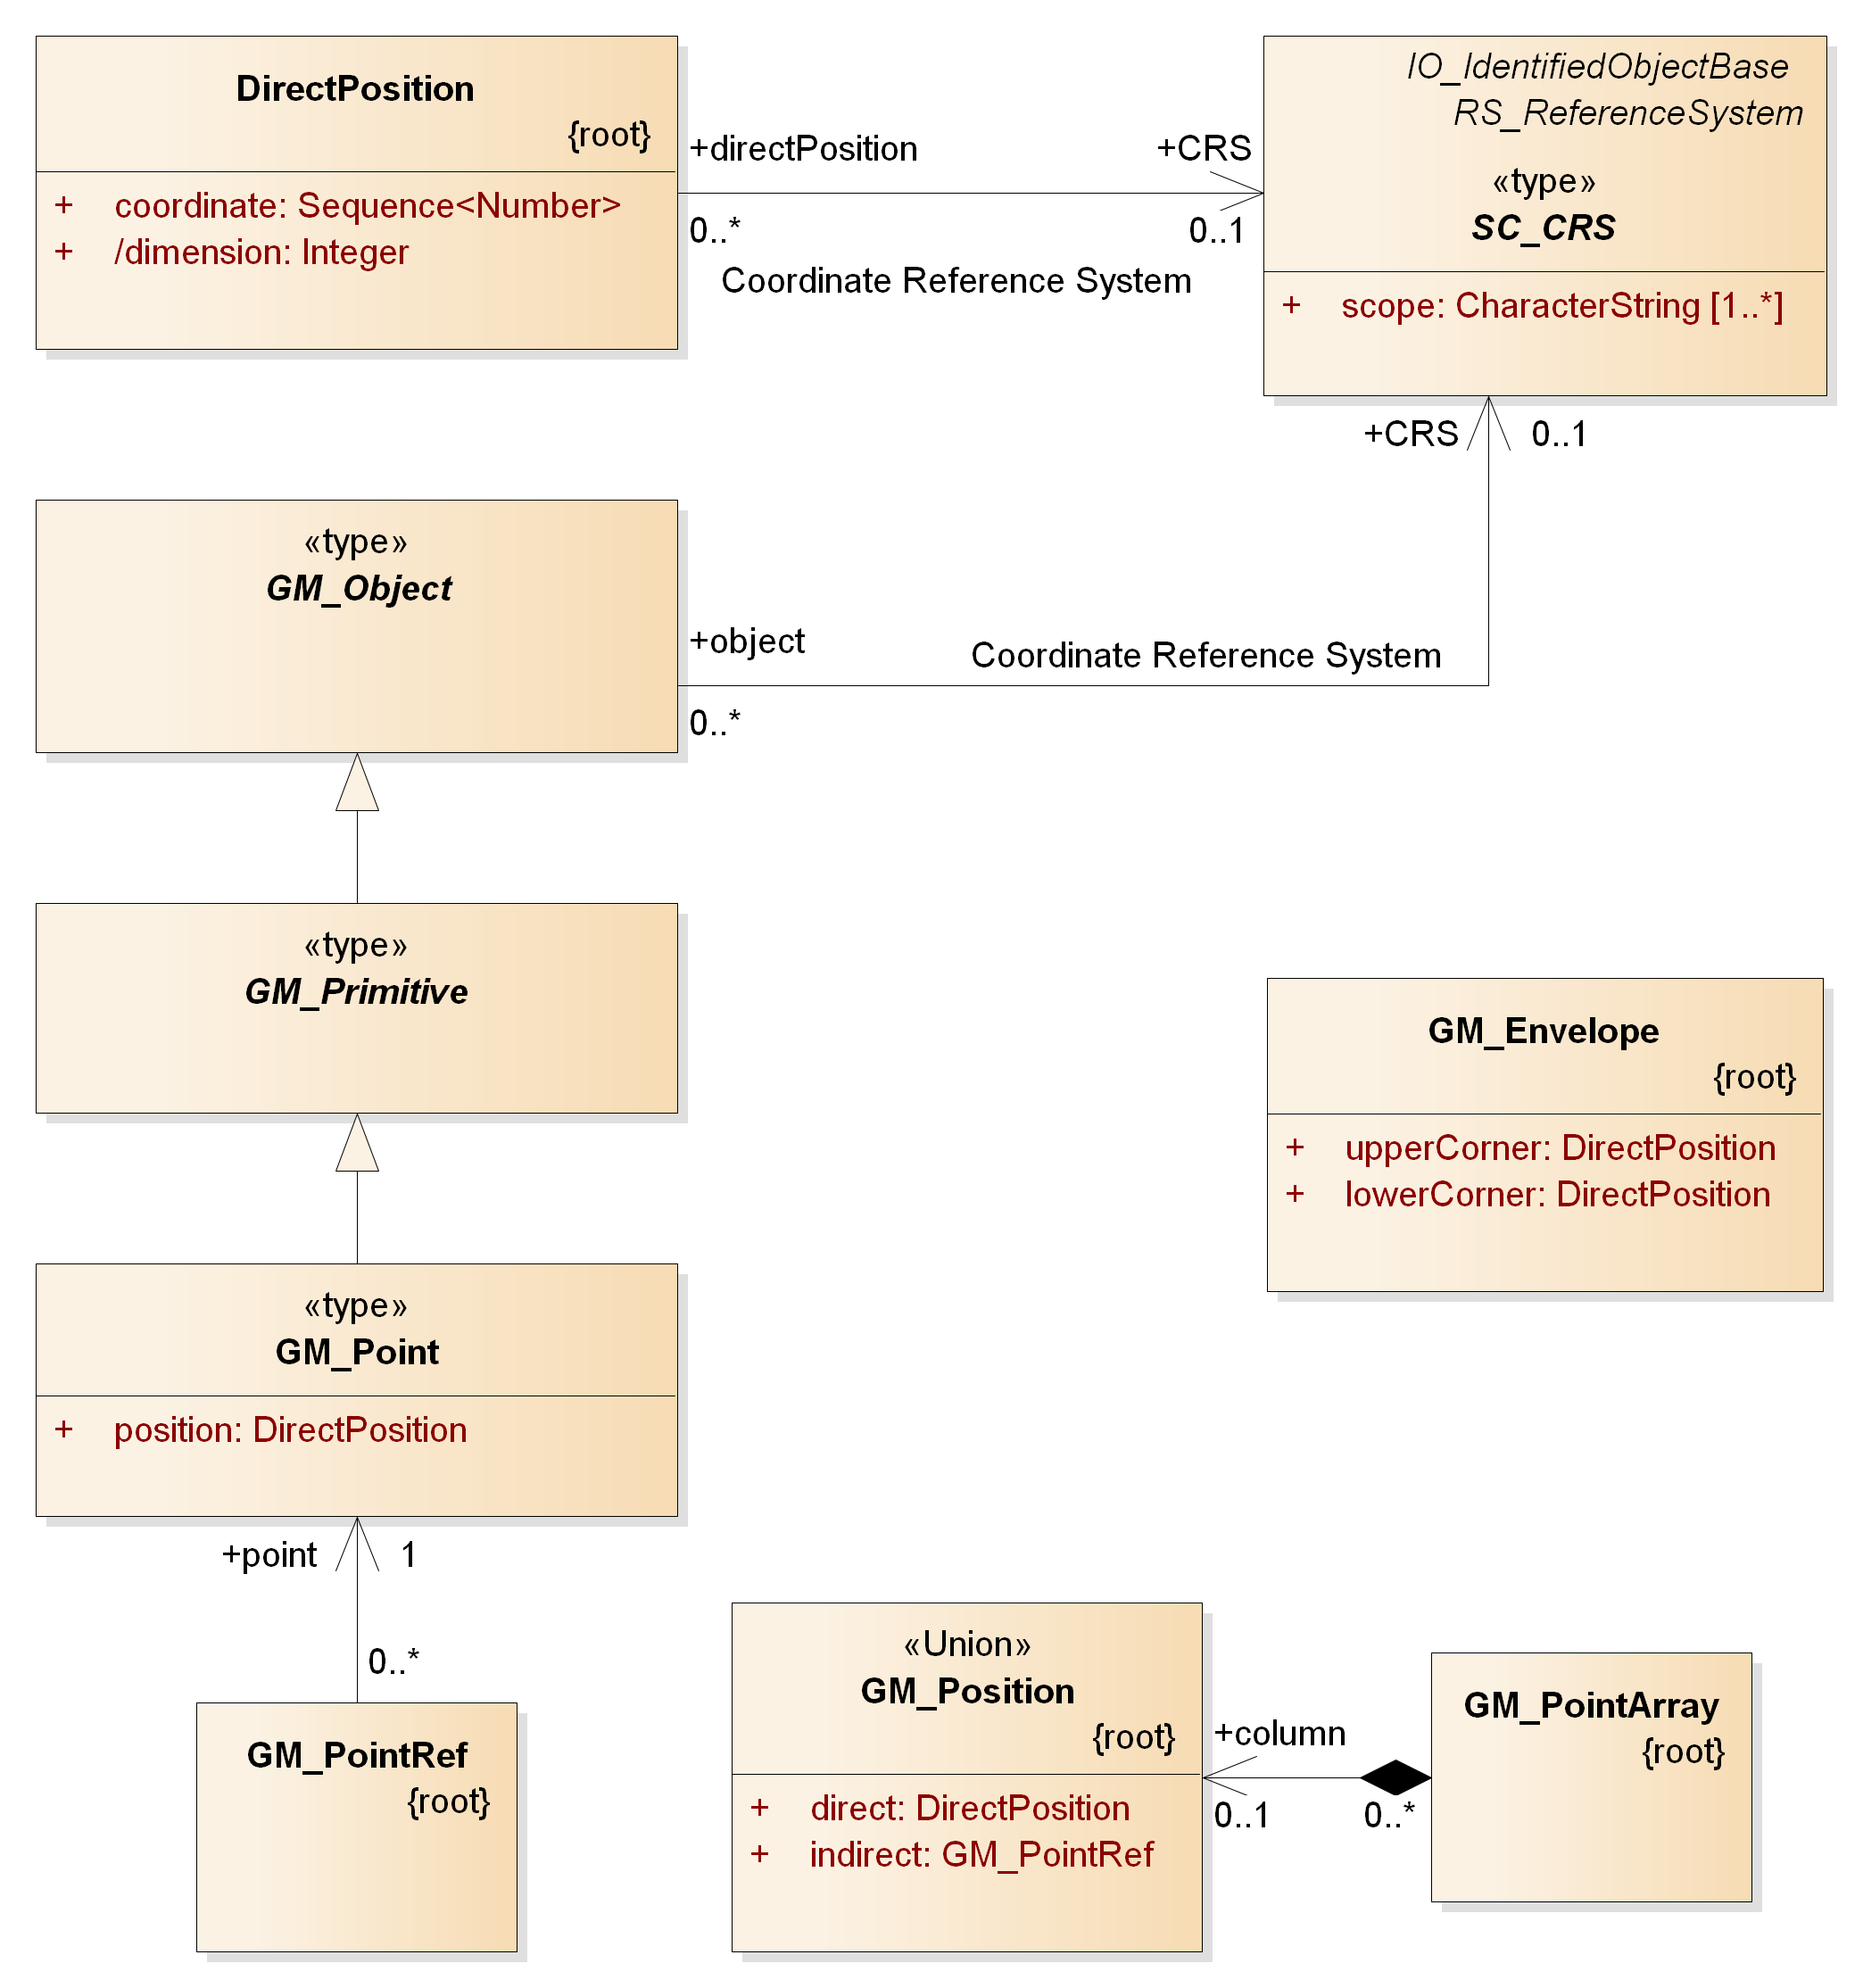 DirectPosition
{root}
+ coordinate: Sequence<Number>
+ /dimension: Integer
+directPosition
+CRS
0..*
0..1
Coordinate Reference System
IO_IdentifiedObjectBase
RS_ReferenceSystem
«type»
SC_CRS
+ scope: CharacterString [1..*]
+CRS
0..1
«type»
GM_Object
+object
Coordinate Reference System
0..*
«type»
GM_Primitive
GM_Envelope
{root}
+ upperCorner: DirectPosition
+ lowerCorner: DirectPosition
«type»
GM_Point
+ position: DirectPosition
+point
1
0..*
GM_PointRef
{root}
«Union»
GM_Position
{root}
+ direct: DirectPosition
+ indirect: GM_PointRef
+column
0..1
0..*
GM_PointArray
{root}